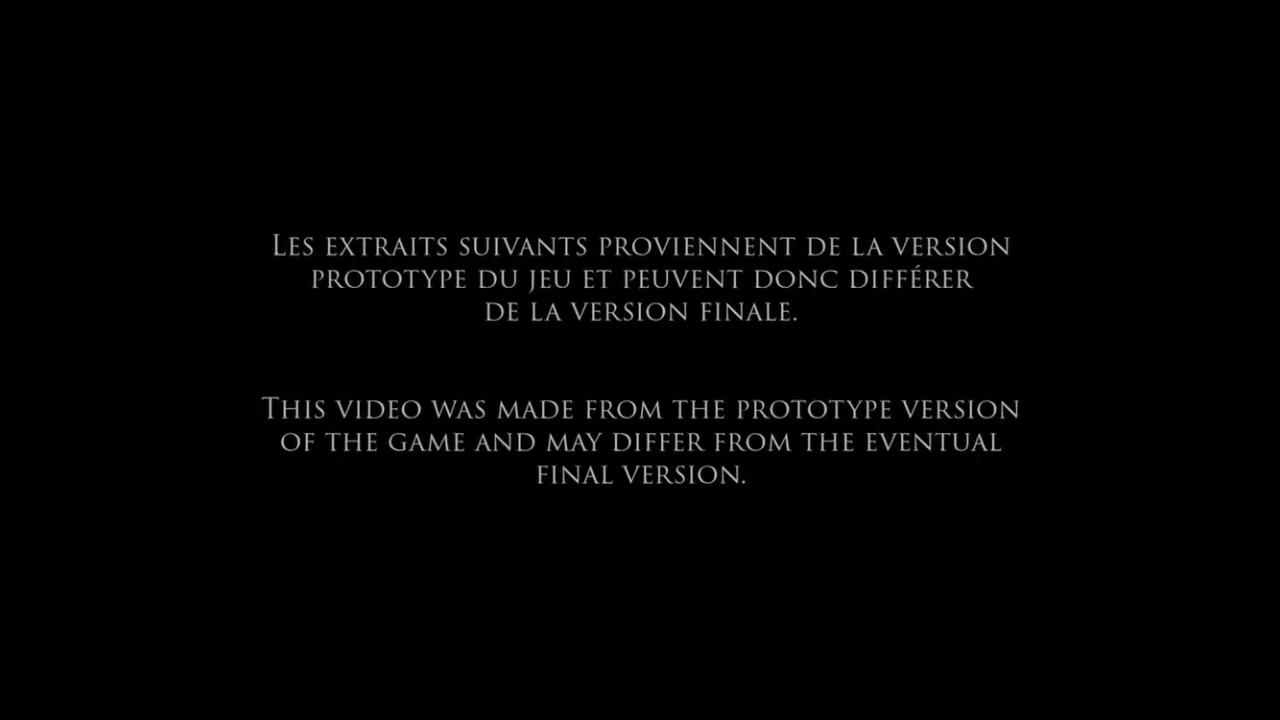 Les extraits suivants proviennent de la version
prototype du jeu et peuvent donc différer
de la version finale.
This video was made from the prototype version
of the game and may differ from the eventual
final version.